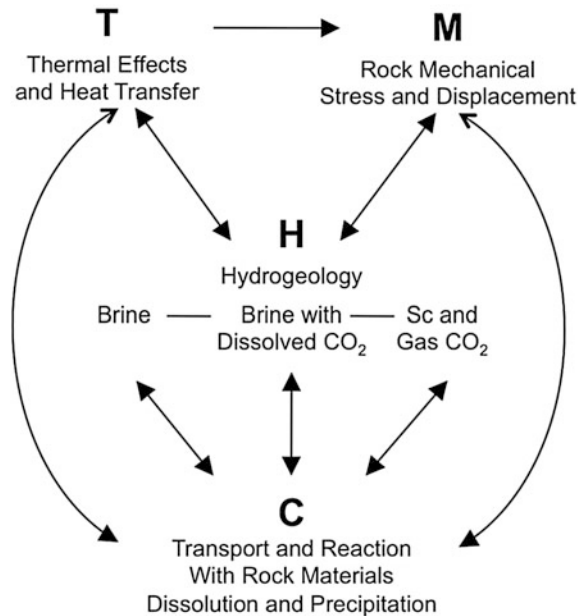 T
M
Thermal Effects
and Heat Transfer
Rock Mechanical
Stress and Displacement
H
Hydrogeology
Brine
Brine with
Dissolved CO₂
Sc and
Gas CO₂
C
Transport and Reaction
With Rock Materials
Dissolution and Precipitation